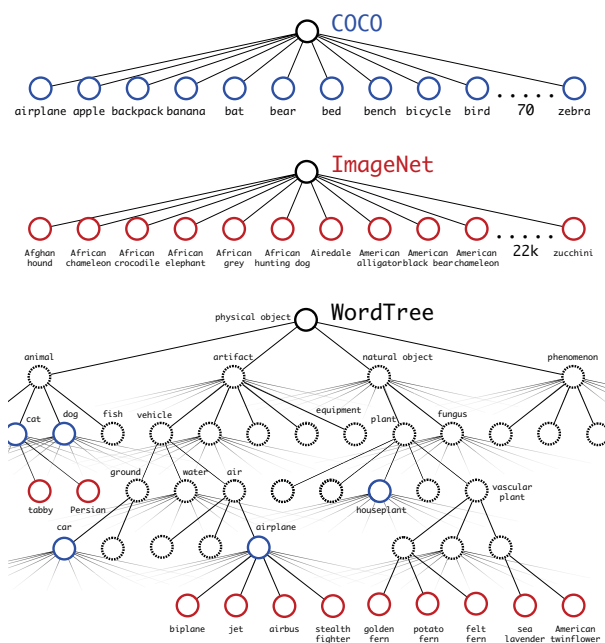 COCO
airplane apple backpack banana bat bear bed bench bicycle bird ..... zebra
70
ImageNet
Afghan hound African chameleon African crocodile African elephant African grey African hunting dog Airedale American alligator American black bear American chameleon ..... zucchini
22k
WordTree
physical object
animal artifact natural object phenomenon
cat dog fish vehicle equipment plant fungus
tabby Persian ground water air houseplant vascular plant
car airplane
biplane jet airbus stealth fighter golden fern potato fern felt fern sea lavender American twinflower